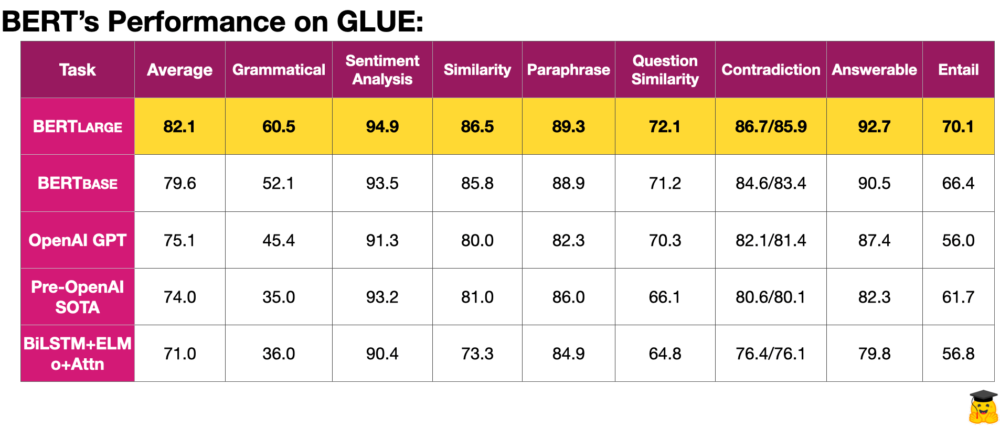 BERT's Performance on GLUE:
Task Average Grammatical Sentiment Analysis Similarity Paraphrase Question Similarity Contradiction Answerable Entail
BERTLARGE 82.1 60.5 94.9 86.5 89.3 72.1 86.7/85.9 92.7 70.1
BERTBASE 79.6 52.1 93.5 85.8 88.9 71.2 84.6/83.4 90.5 66.4
OpenAI GPT 75.1 45.4 91.3 80.0 82.3 70.3 82.1/81.4 87.4 56.0
Pre-OpenAI SOTA 74.0 35.0 93.2 81.0 86.0 66.1 80.6/80.1 82.3 61.7
BiLSTM+ELMo+Attn 71.0 36.0 90.4 73.3 84.9 64.8 76.4/76.1 79.8 56.8